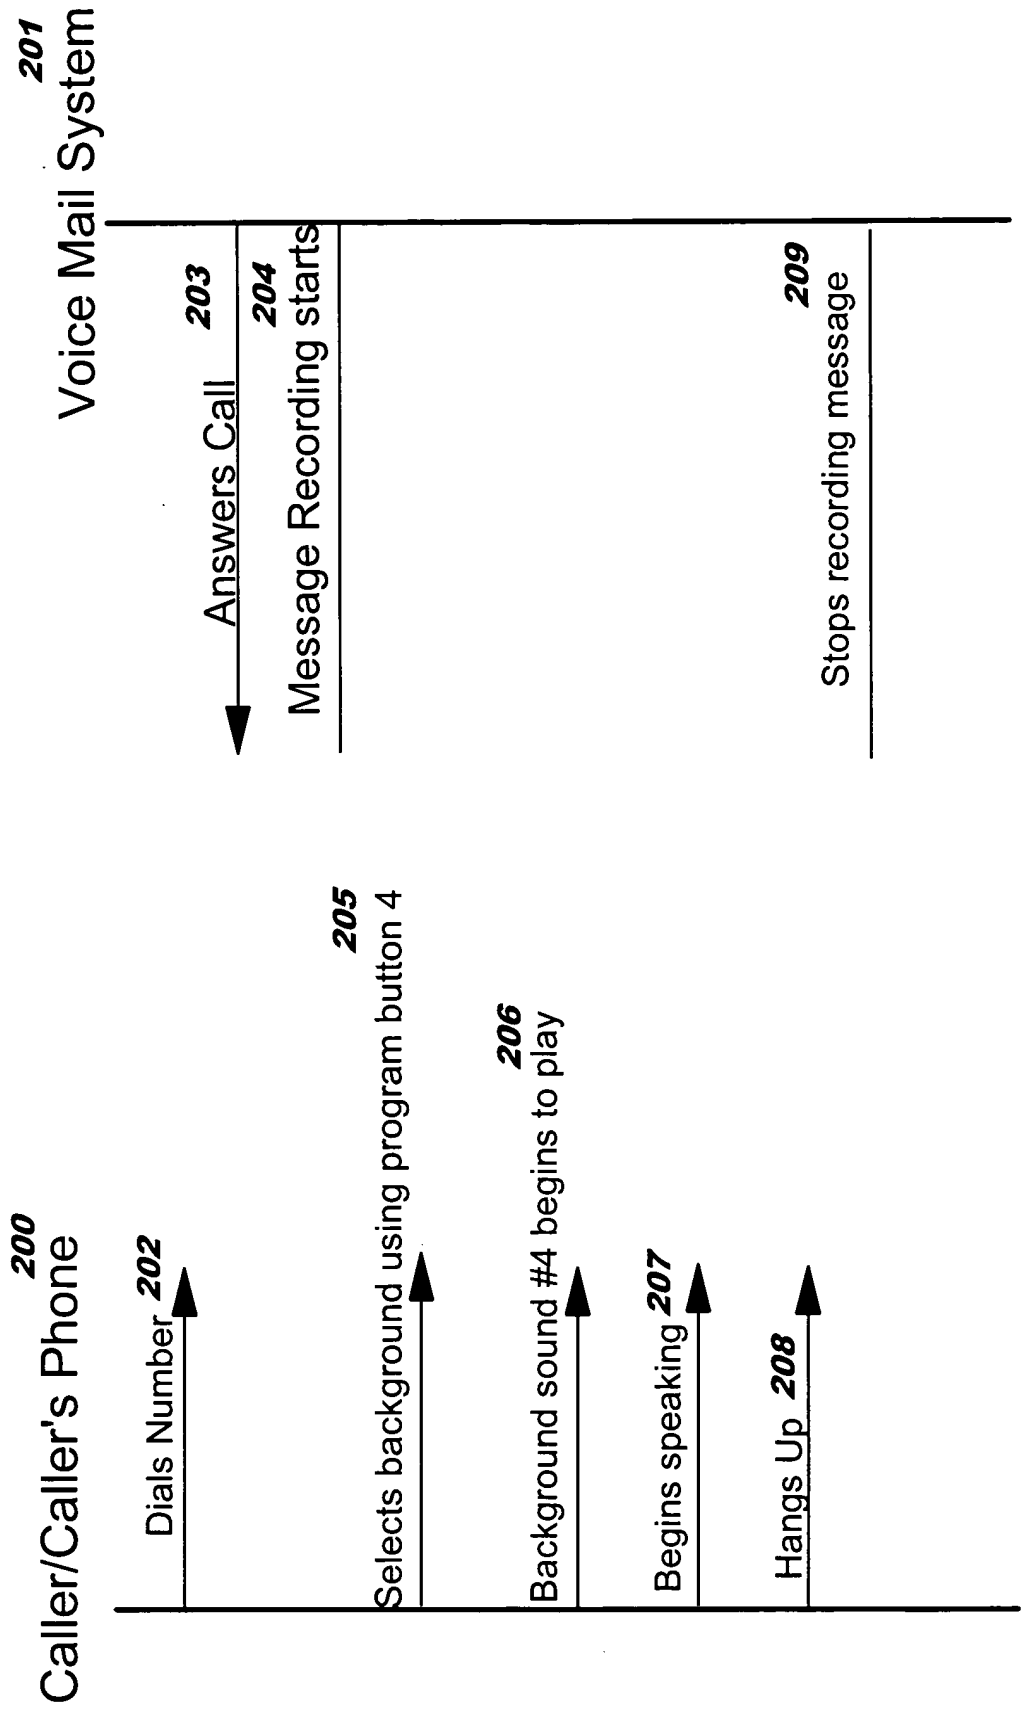 200
Caller/Caller's Phone
201
Voice Mail System
Dials Number 202
203
Answers Call
204
Message Recording starts
205
Selects background using program button 4
206
Background sound #4 begins to play
Begins speaking 207
Hangs Up 208
209
Stops recording message